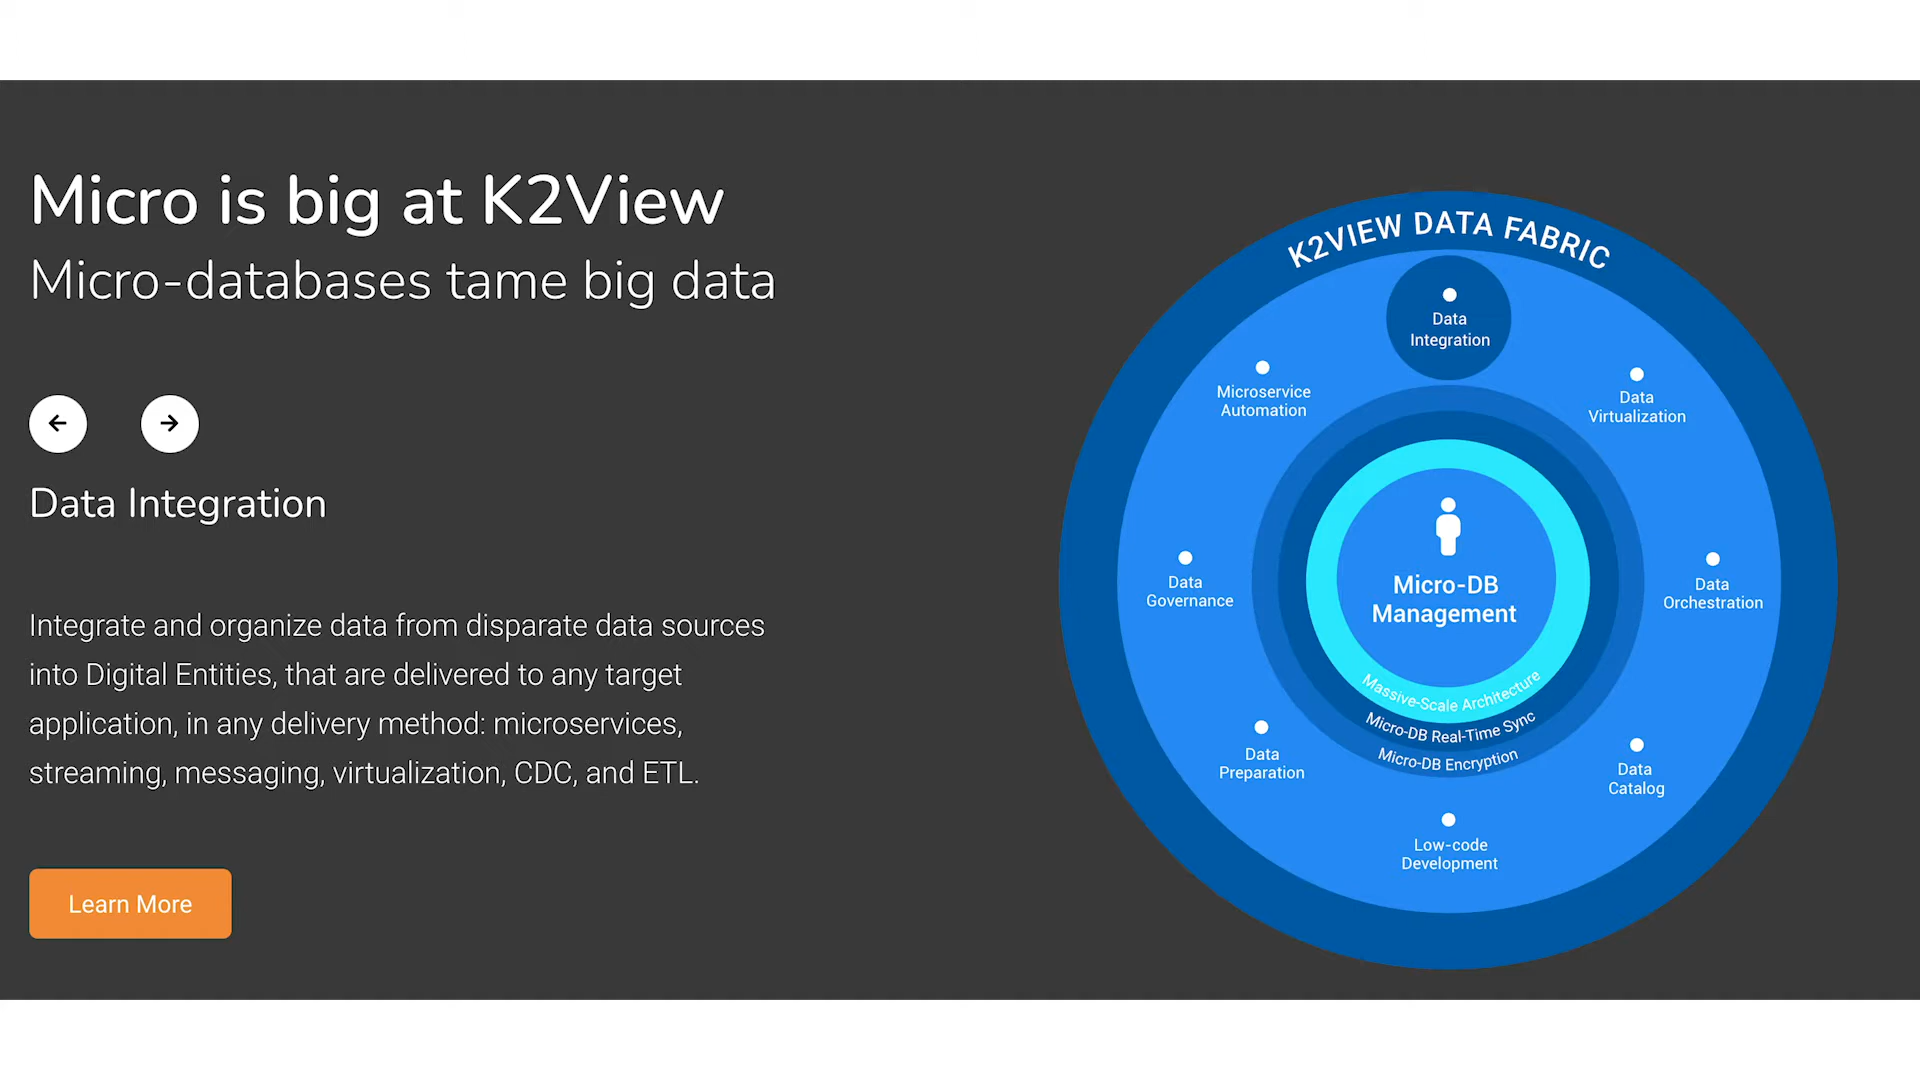 Micro is big at K2View
Micro-databases tame big data
Data Integration
Integrate and organize data from disparate data sources
into Digital Entities, that are delivered to any target
application, in any delivery method: microservices,
streaming, messaging, virtualization, CDC, and ETL.
Learn More
K2VIEW DATA FABRIC
Data
Integration
Data
Virtualization
Data
Orchestration
Data
Catalog
Low-code
Development
Data
Preparation
Data
Governance
Microservice
Automation
Micro-DB
Management
Massive-Scale Architecture
Micro-DB Real-Time Sync
Micro-DB Encryption